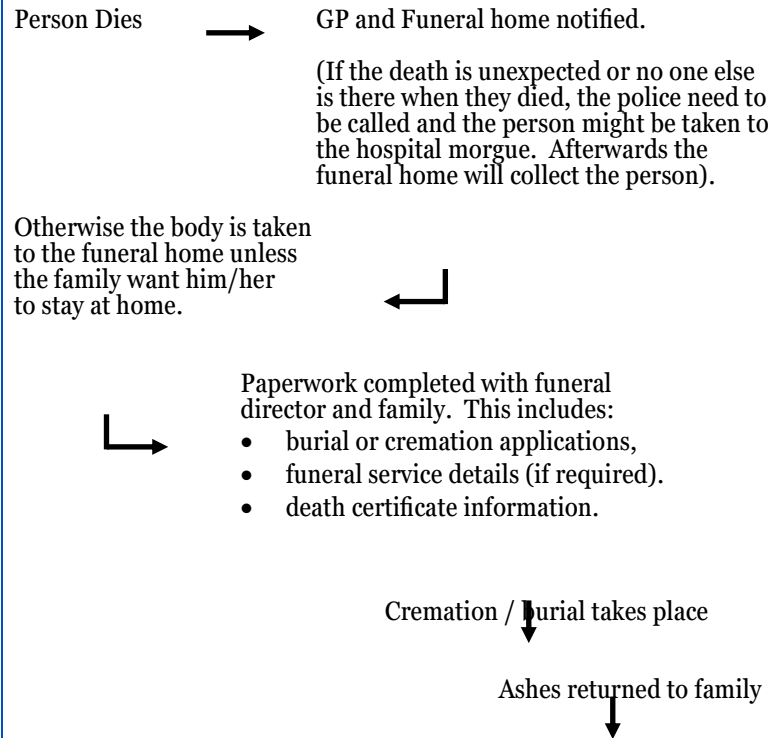 Person Dies
GP and Funeral home notified.
(If the death is unexpected or no one else
is there when they died, the police need to
be called and the person might be taken to
the hospital morgue.  Afterwards the
funeral home will collect the person).
Otherwise the body is taken
to the funeral home unless
the family want him/her
to stay at home.
Paperwork completed with funeral
director and family.  This includes:
• burial or cremation applications,
• funeral service details (if required).
• death certificate information.
Cremation / burial takes place
Ashes returned to family